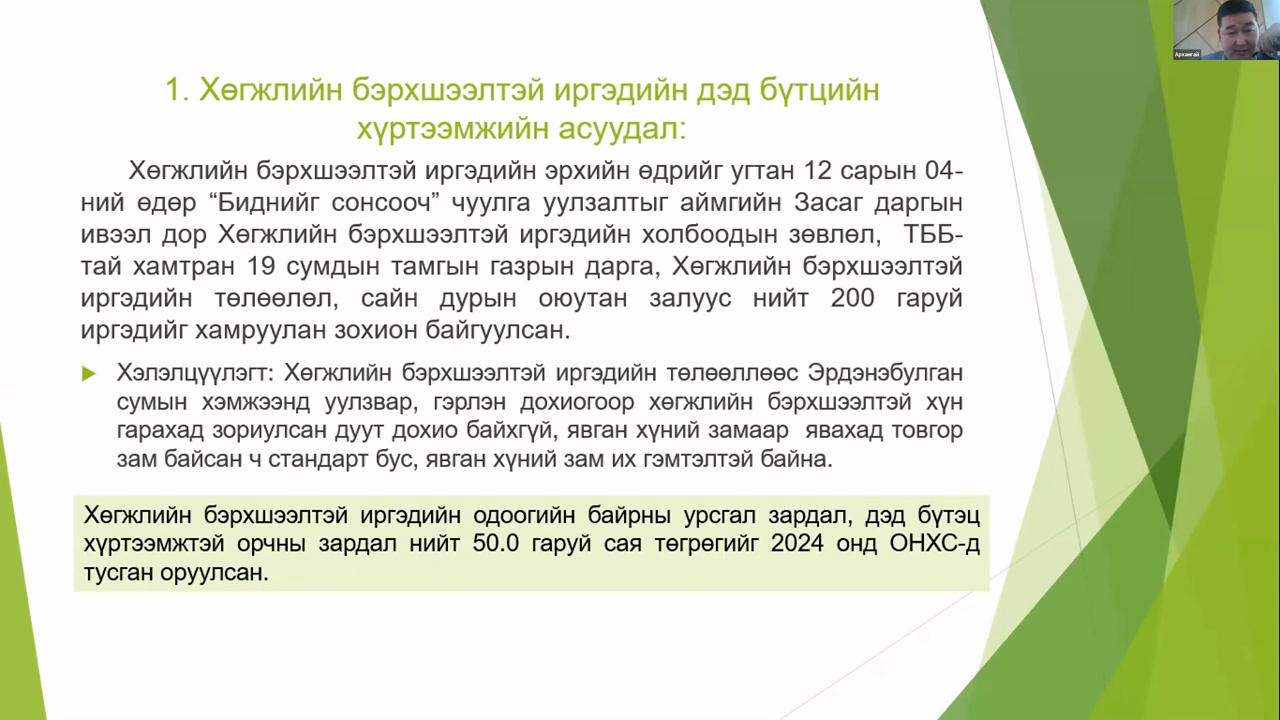 Архангай
1. Хөгжлийн бэрхшээлтэй иргэдийн дэд бүтцийн
хүртээмжийн асуудал:
Хөгжлийн бэрхшээлтэй иргэдийн эрхийн өдрийг угтан 12 сарын 04-
ний өдөр “Биднийг сонсооч” чуулга уулзалтыг аймгийн Засаг даргын
ивээл дор Хөгжлийн бэрхшээлтэй иргэдийн холбоодын зөвлөл, ТББ-
тай хамтран 19 сумдын тамгын газрын дарга, Хөгжлийн бэрхшээлтэй
иргэдийн төлөөлөл, сайн дурын оюутан залуус нийт 200 гаруй
иргэдийг хамруулан зохион байгуулсан.
Хэлэлцүүлэгт: Хөгжлийн бэрхшээлтэй иргэдийн төлөөллөөс Эрдэнэбулган
сумын хэмжээнд уулзвар, гэрлэн дохиогоор хөгжлийн бэрхшээлтэй хүн
гарахад зориулсан дуут дохио байхгүй, явган хүний замаар явахад товгор
зам байсан ч стандарт бус, явган хүний зам их гэмтэлтэй байна.
Хөгжлийн бэрхшээлтэй иргэдийн одоогийн байрны урсгал зардал, дэд бүтэц
хүртээмжтэй орчны зардал нийт 50.0 гаруй сая төгрөгийг 2024 онд ОНХС-д
тусган оруулсан.